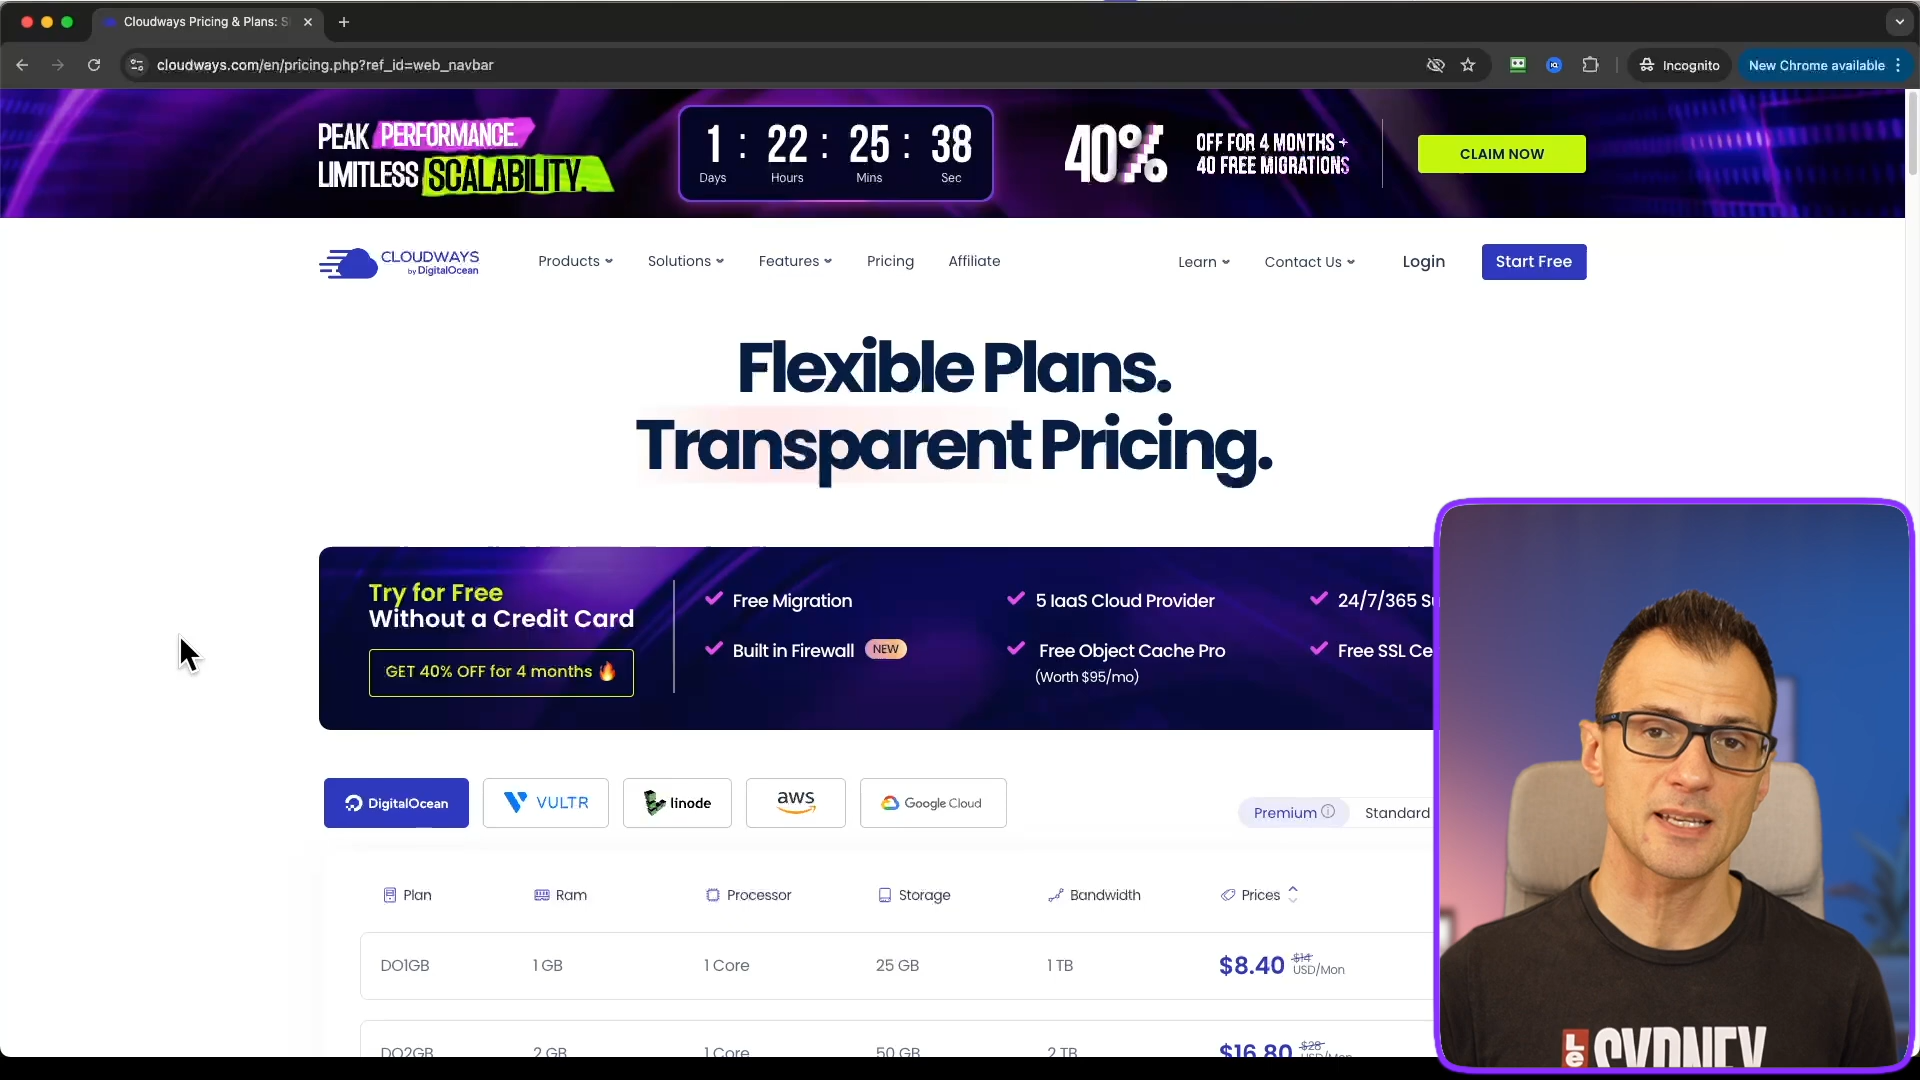 Cloudways Pricing & Plans: S
cloudways.com/en/pricing.php?ref_id=web_navbar
Incognito
New Chrome available
PEAK PERFORMANCE.
LIMITLESS SCALABILITY.
1 : 22 : 25 : 38
Days Hours Mins Sec
40% OFF FOR 4 MONTHS +
40 FREE MIGRATIONS
CLAIM NOW
CLOUDWAYS
by DigitalOcean
Products
Solutions
Features
Pricing
Affiliate
Learn
Contact Us
Login
Start Free
Flexible Plans.
Transparent Pricing.
Try for Free
Without a Credit Card
GET 40% OFF for 4 months 🔥
Free Migration
5 IaaS Cloud Provider
24/7/365 Su
Built in Firewall NEW
Free Object Cache Pro
(Worth $95/mo)
Free SSL Ce
DigitalOcean
VULTR
linode
aws
Google Cloud
Premium
Standard
Plan Ram Processor Storage Bandwidth Prices
DO1GB 1 GB 1 Core 25 GB 1 TB $8.40 $14 USD/Mon
DO2GB 2 GB 1 Core 50 GB 2 TB $16.80 $28 USD/Mon
SYDNEY